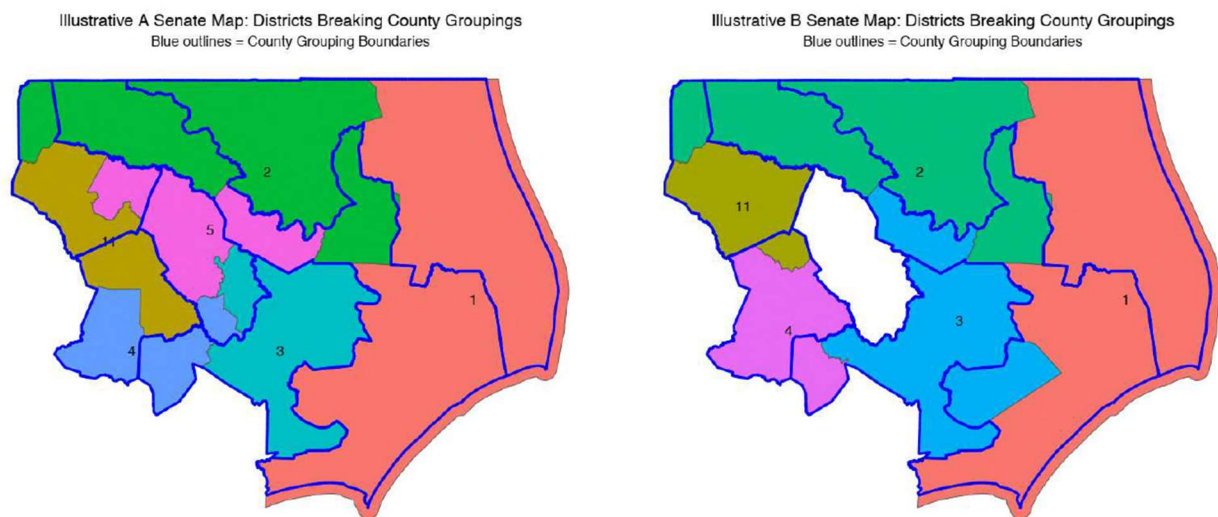 Illustrative A Senate Map: Districts Breaking County Groupings
Blue outlines = County Grouping Boundaries
2
5
11
1
4
3
Illustrative B Senate Map: Districts Breaking County Groupings
Blue outlines = County Grouping Boundaries
2
11
1
3
4